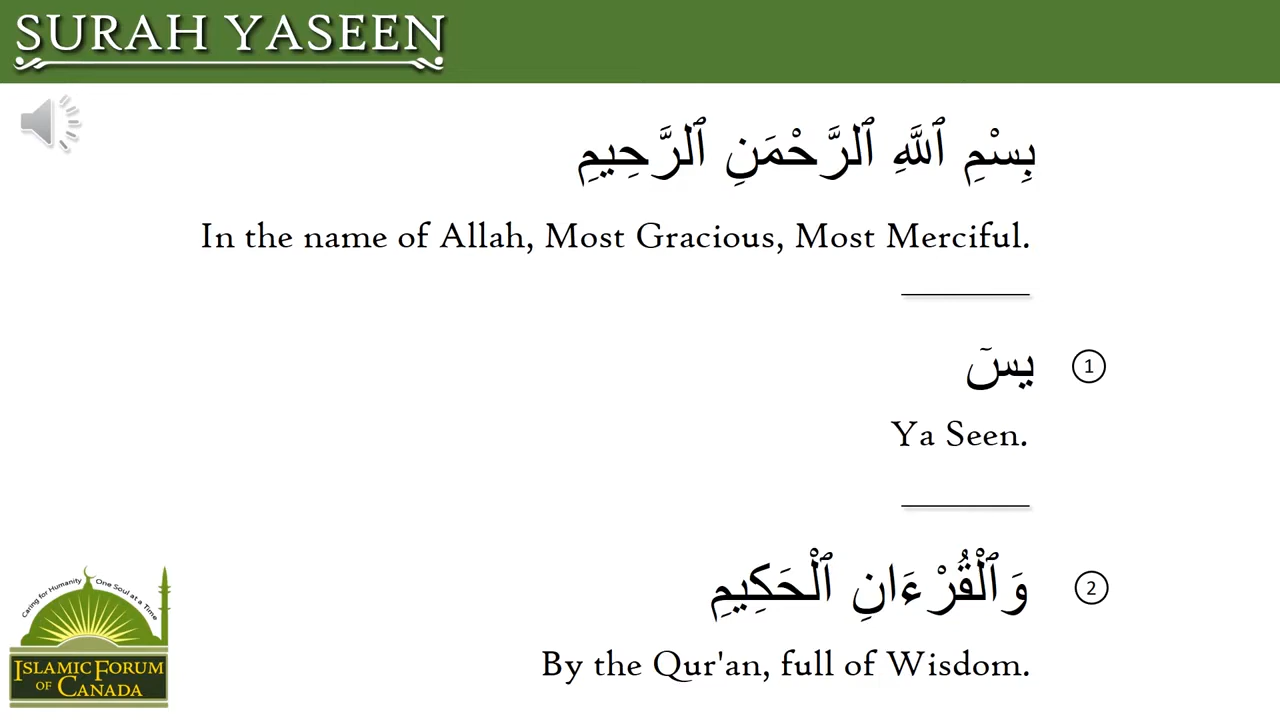 SURAH YASEEN
بِسْمِ ٱللَّهِ ٱلرَّحْمَنِ ٱلرَّحِيمِ
In the name of Allah, Most Gracious, Most Merciful.
يسٓ
1
Ya Seen.
وَٱلْقُرْءَانِ ٱلْحَكِيمِ
2
By the Qur'an, full of Wisdom.
Caring for Humanity One Soul at a Time
ISLAMIC FORUM
OF CANADA